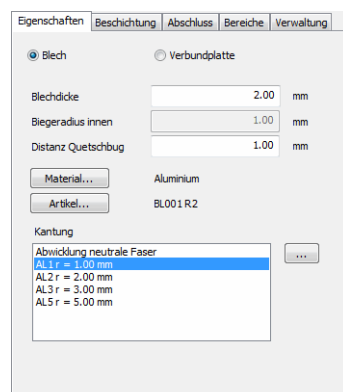 Eigenschaften Beschichtung Abschluss Bereiche Verwaltung
Blech Verbundplatte
Blechdicke 2.00 mm
Biegeradius innen 1.00 mm
Distanz Quetschbug 1.00 mm
Material... Aluminium
Artikel... BL001 R2
Kantung
Abwicklung neutrale Faser
...
AL1 r = 1.00 mm
AL2 r = 2.00 mm
AL3 r = 3.00 mm
AL5 r = 5.00 mm